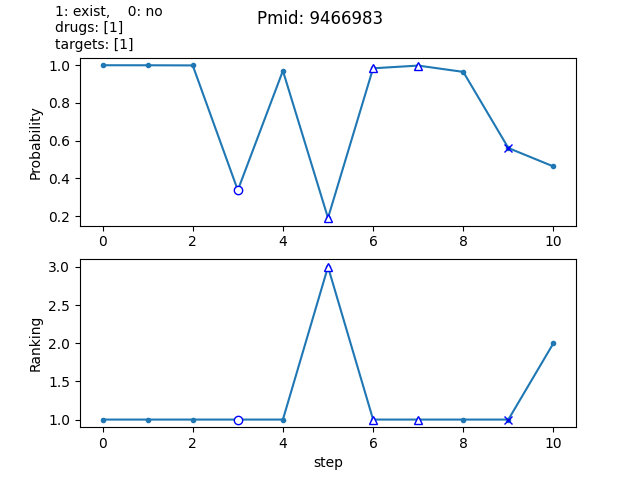 1: exist,    0: no
drugs: [1]
targets: [1]
Pmid: 9466983
Probability
1.0
0.8
0.6
0.4
0.2
0 2 4 6 8 10
Ranking
3.0
2.5
2.0
1.5
1.0
0 2 4 6 8 10
step